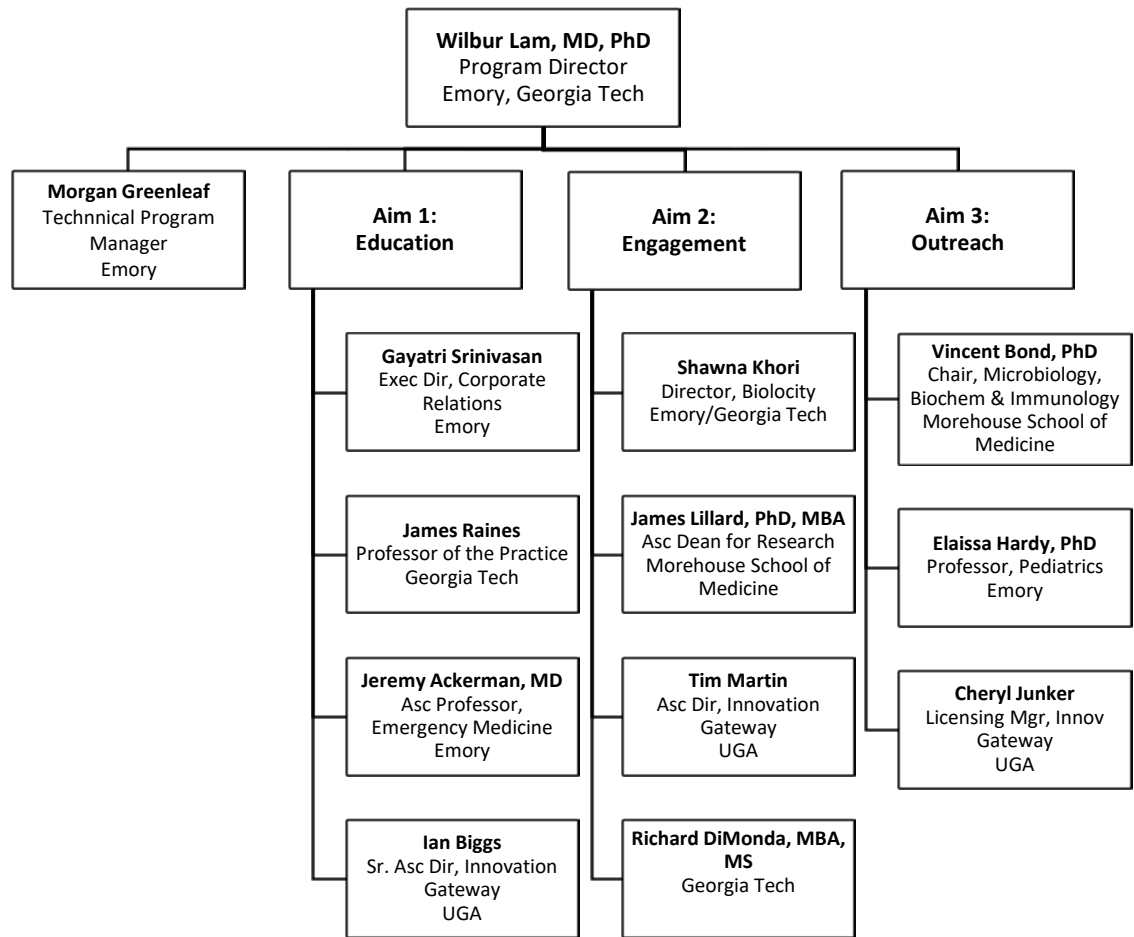 Wilbur Lam, MD, PhD
Program Director
Emory, Georgia Tech
Morgan Greenleaf
Technnical Program
Manager
Emory
Aim 1:
Education
Aim 2:
Engagement
Aim 3:
Outreach
Gayatri Srinivasan
Exec Dir, Corporate
Relations
Emory
James Raines
Professor of the Practice
Georgia Tech
Jeremy Ackerman, MD
Asc Professor,
Emergency Medicine
Emory
Ian Biggs
Sr. Asc Dir, Innovation
Gateway
UGA
Shawna Khori
Director, Biolocity
Emory/Georgia Tech
James Lillard, PhD, MBA
Asc Dean for Research
Morehouse School of
Medicine
Tim Martin
Asc Dir, Innovation
Gateway
UGA
Richard DiMonda, MBA,
MS
Georgia Tech
Vincent Bond, PhD
Chair, Microbiology,
Biochem & Immunology
Morehouse School of
Medicine
Elaissa Hardy, PhD
Professor, Pediatrics
Emory
Cheryl Junker
Licensing Mgr, Innov
Gateway
UGA